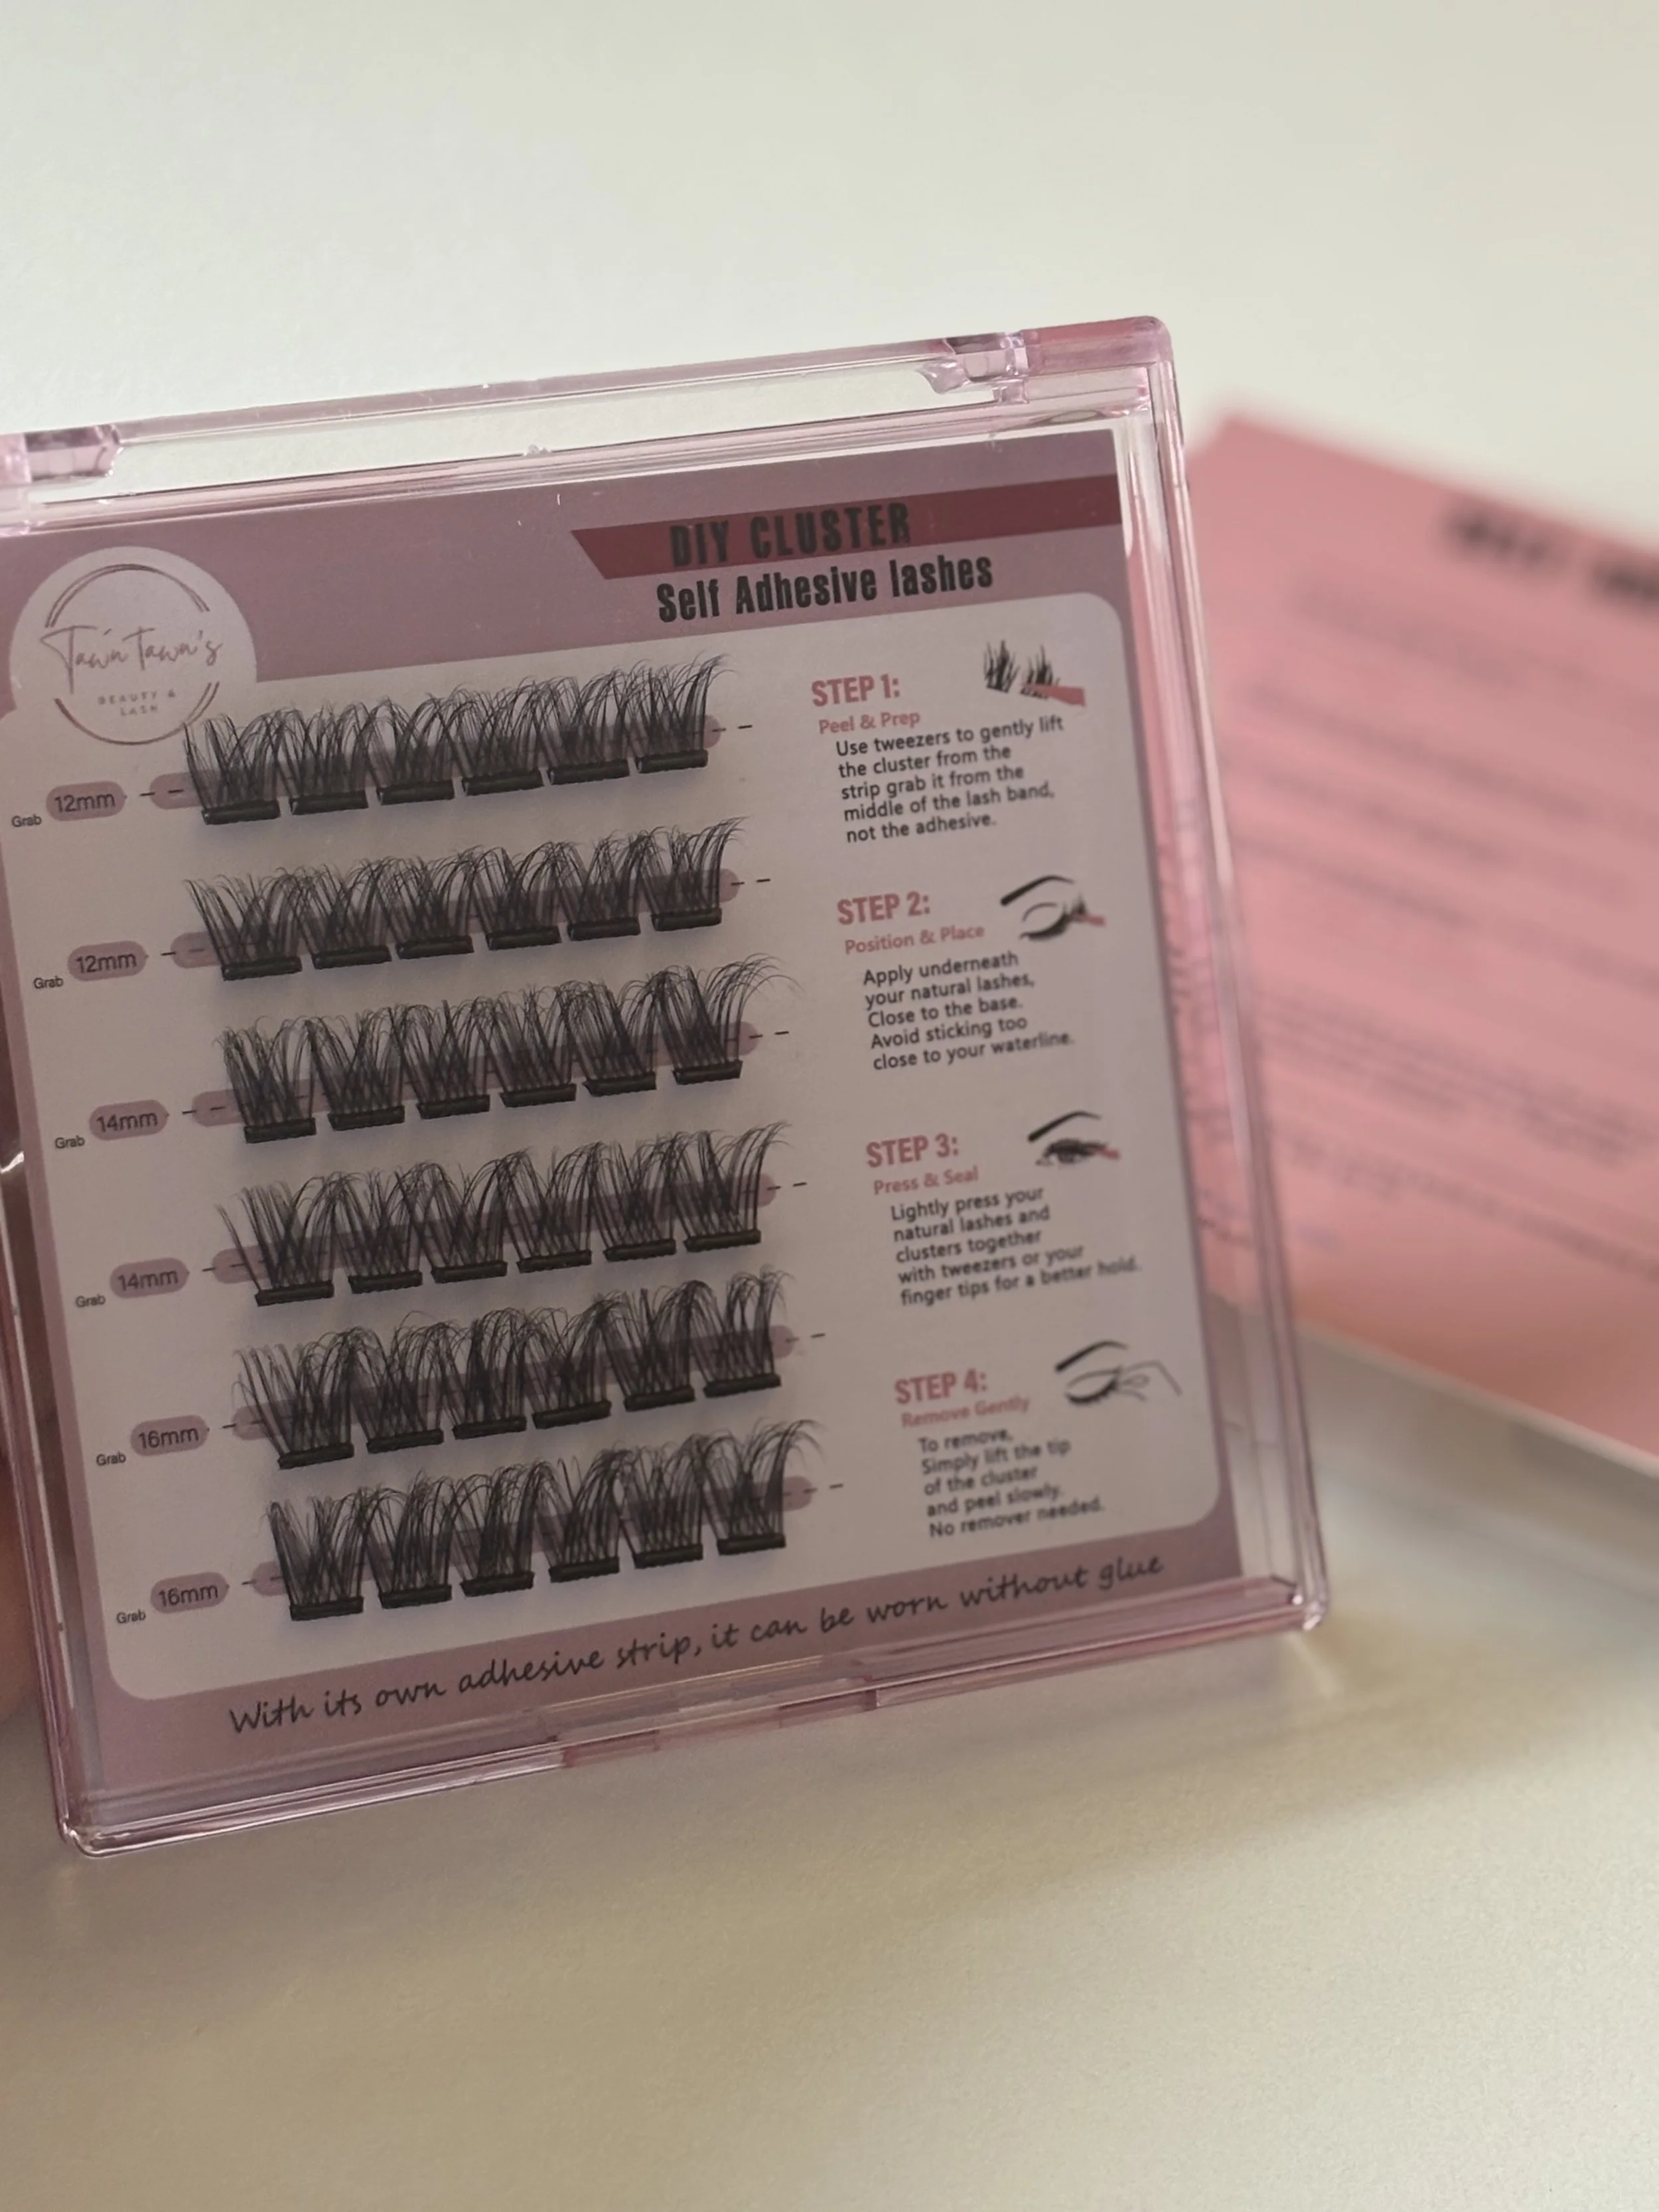 DIY CLUSTER
Self Adhesive lashes
Tawn Tawn's
BEAUTY &
LASH
Grab 12mm
Grab 12mm
Grab 14mm
Grab 14mm
Grab 16mm
Grab 16mm
STEP 1:
Peel & Prep
Use tweezers to gently lift
the cluster from the
strip grab it from the
middle of the lash band,
not the adhesive.
STEP 2:
Position & Place
Apply underneath
your natural lashes,
Close to the base.
Avoid sticking too
close to your waterline.
STEP 3:
Press & Seal
Lightly press your
natural lashes and
clusters together
with tweezers or your
finger tips for a better hold.
STEP 4:
Remove Gently
To remove,
Simply lift the tip
of the cluster
and peel slowly.
No remover needed.
With its own adhesive strip, it can be worn without glue